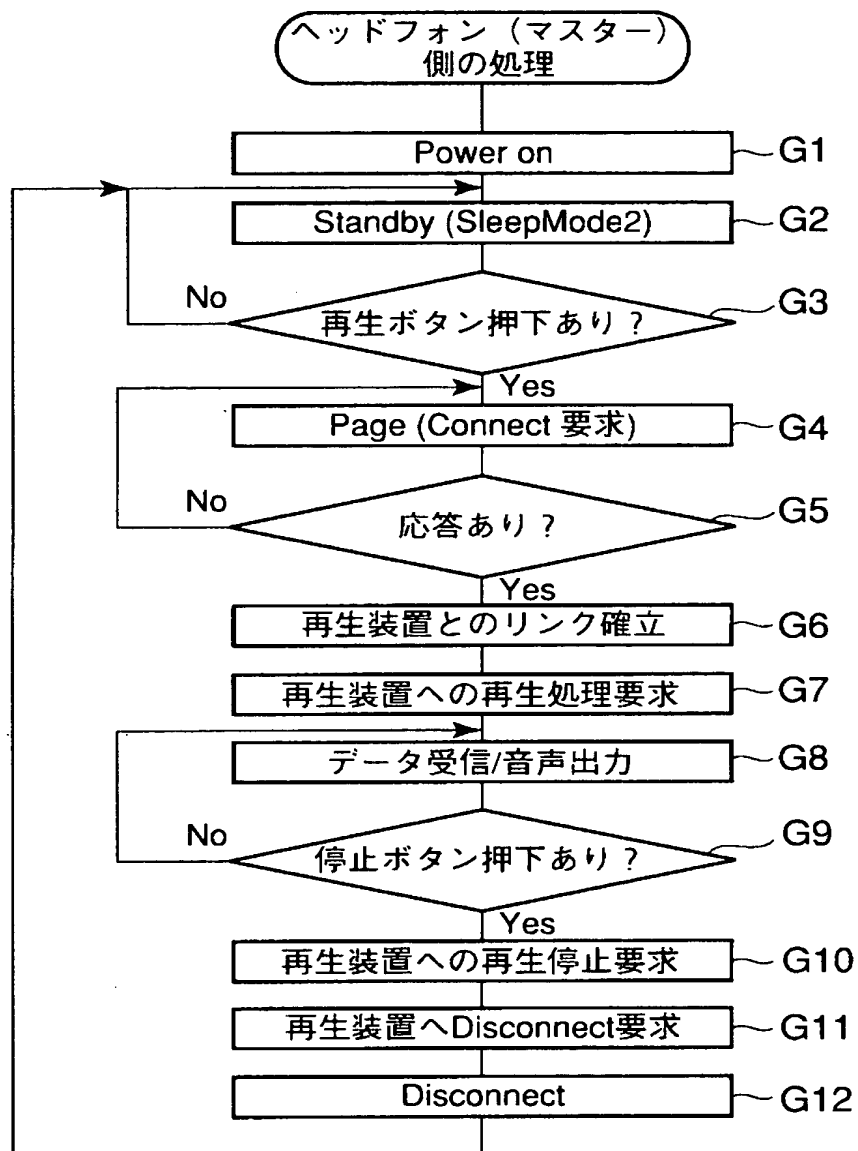 ヘッドフォン（マスター）
側の処理
Power on
G1
Standby (SleepMode2)
G2
再生ボタン押下あり？
G3
No
Yes
Page (Connect 要求)
G4
応答あり？
G5
No
Yes
再生装置とのリンク確立
G6
再生装置への再生処理要求
G7
データ受信/音声出力
G8
停止ボタン押下あり？
G9
No
Yes
再生装置への再生停止要求
G10
再生装置へDisconnect要求
G11
Disconnect
G12